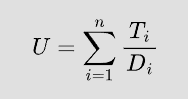 U = \sum_{i=1}^{n} \frac{T_i}{D_i}